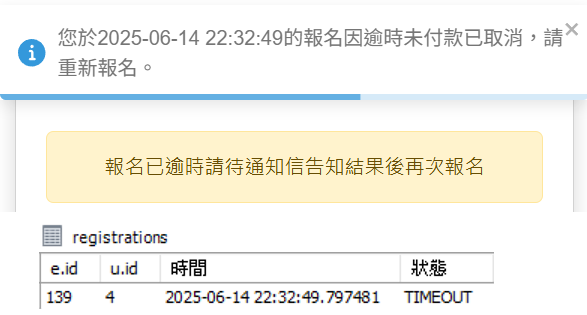 您於2025-06-14 22:32:49的報名因逾時未付款已取消，請
重新報名。
報名已逾時請待通知信告知結果後再次報名
registrations
e.id u.id 時間 狀態
139 4 2025-06-14 22:32:49.797481 TIMEOUT